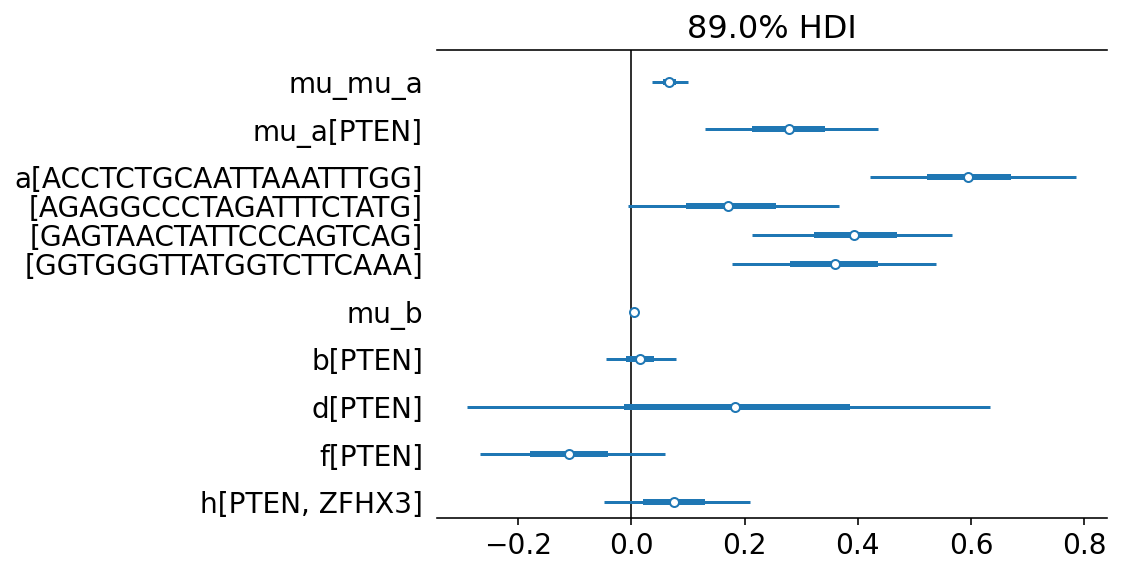 89.0% HDI
mu_mu_a
mu_a[PTEN]
a[ACCTCTGCAATTAAATTTGG]
[AGAGGCCCTAGATTTCTATG]
[GAGTAACTATTCCCAGTCAG]
[GGTGGGTTATGGTCTTCAAA]
mu_b
b[PTEN]
d[PTEN]
f[PTEN]
h[PTEN, ZFHX3]
−0.2 0.0 0.2 0.4 0.6 0.8